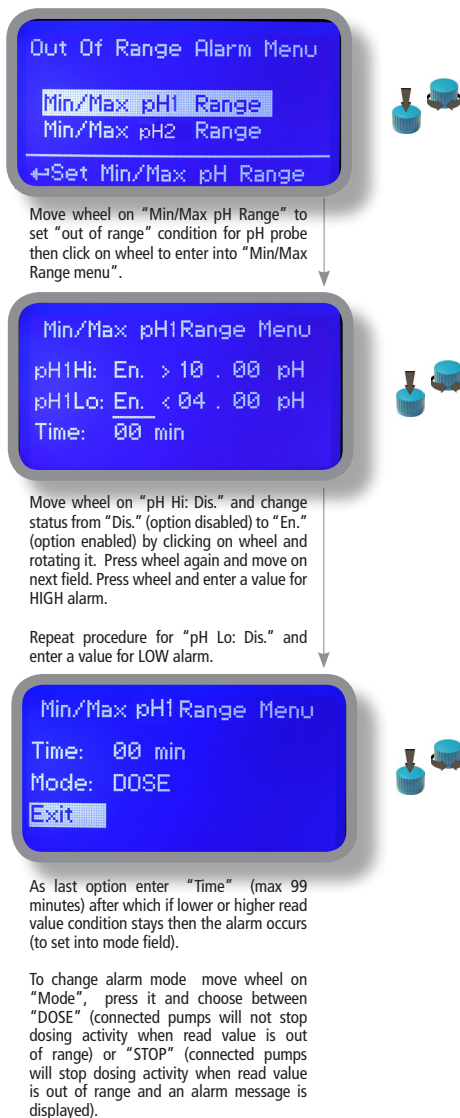 Out Of Range Alarm Menu
Min/Max pH1 Range
Min/Max pH2 Range
↵Set Min/Max pH Range
Move wheel on "Min/Max pH Range" to
set "out of range" condition for pH probe
then click on wheel to enter into "Min/Max
Range menu".
Min/Max pH1Range Menu
pH1Hi: En. > 10 . 00 pH
pH1Lo: En. < 04 . 00 pH
Time: 00 min
Move wheel on "pH Hi: Dis." and change
status from "Dis." (option disabled) to "En."
(option enabled) by clicking on wheel and
rotating it. Press wheel again and move on
next field. Press wheel and enter a value for
HIGH alarm.
Repeat procedure for "pH Lo: Dis." and
enter a value for LOW alarm.
Min/Max pH1Range Menu
Time: 00 min
Mode: DOSE
Exit
As last option enter "Time" (max 99
minutes) after which if lower or higher read
value condition stays then the alarm occurs
(to set into mode field).
To change alarm mode move wheel on
"Mode", press it and choose between
"DOSE" (connected pumps will not stop
dosing activity when read value is out
of range) or "STOP" (connected pumps
will stop dosing activity when read value
is out of range and an alarm message is
displayed).